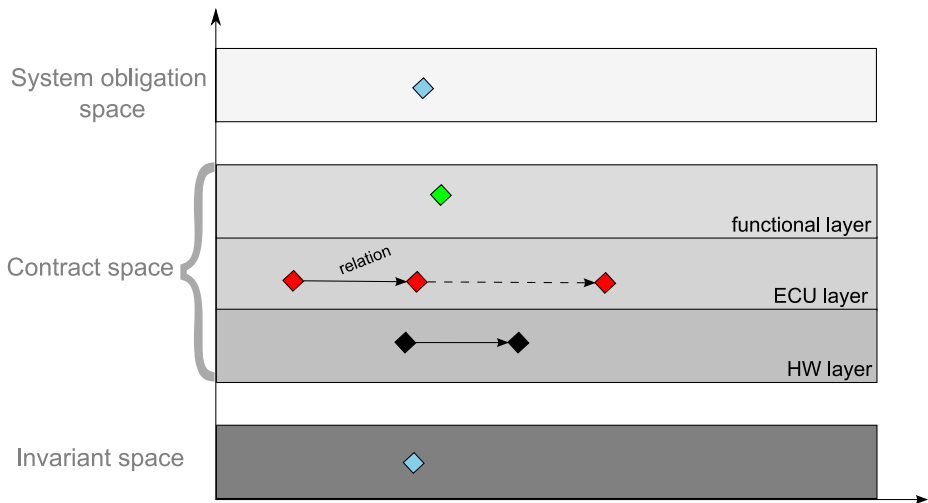 System obligation
space
functional layer
Contract space
relation
ECU layer
HW layer
Invariant space